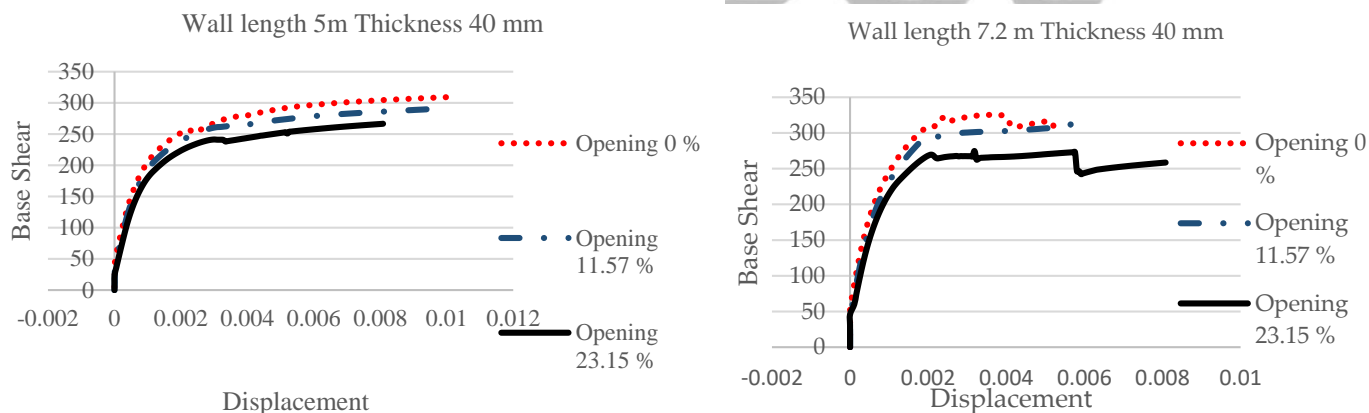 Wall length 5m Thickness 40 mm
Base Shear
350
300
250
200
150
100
50
0
-0.002 0 0.002 0.004 0.006 0.008 0.01 0.012
Displacement
Opening 0 %
Opening
11.57 %
Opening
23.15 %
Wall length 7.2 m Thickness 40 mm
Base Shear
350
300
250
200
150
100
50
0
-0.002 0 0.002 0.004 0.006 0.008 0.01
Displacement
Opening 0
%
Opening
11.57 %
Opening
23.15 %